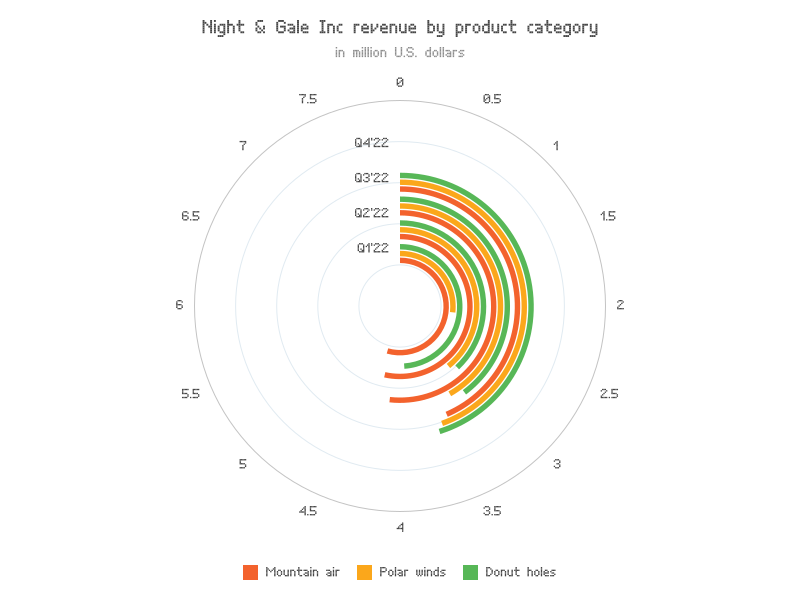 Night & Gale Inc revenue by product category
in million U.S. dollars
0
0.5
1
1.5
2
2.5
3
3.5
4
4.5
5
5.5
6
6.5
7
7.5
Q4'22
Q3'22
Q2'22
Q1'22
Mountain air
Polar winds
Donut holes